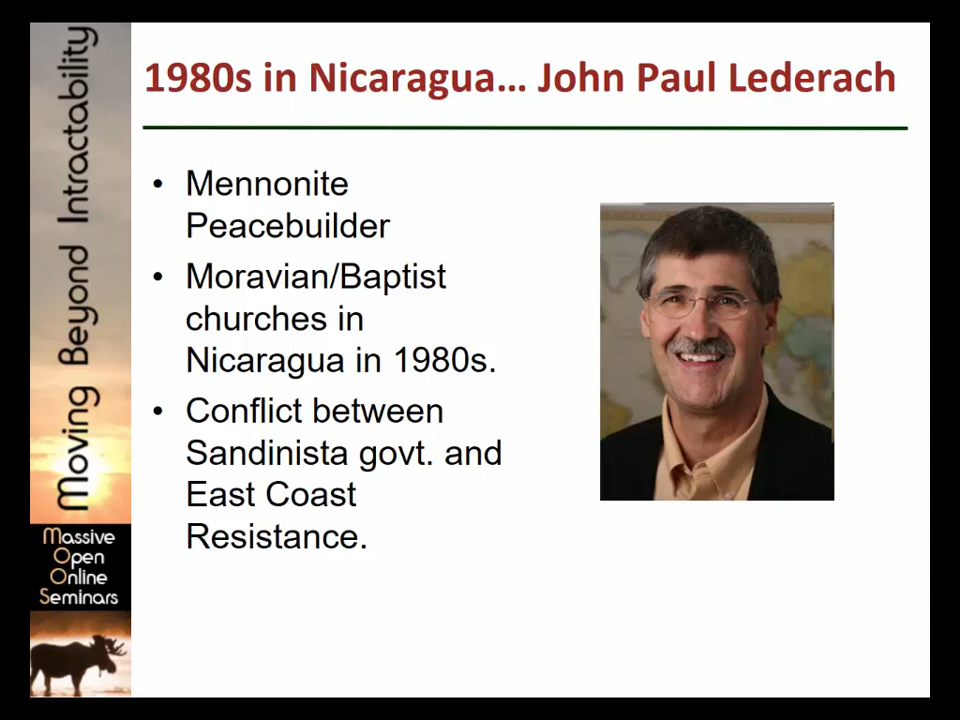 1980s in Nicaragua... John Paul Lederach
• Mennonite
Peacebuilder
• Moravian/Baptist
churches in
Nicaragua in 1980s.
• Conflict between
Sandinista govt. and
East Coast
Resistance.
Moving Beyond Intractability
Massive
Open
Online
Seminars